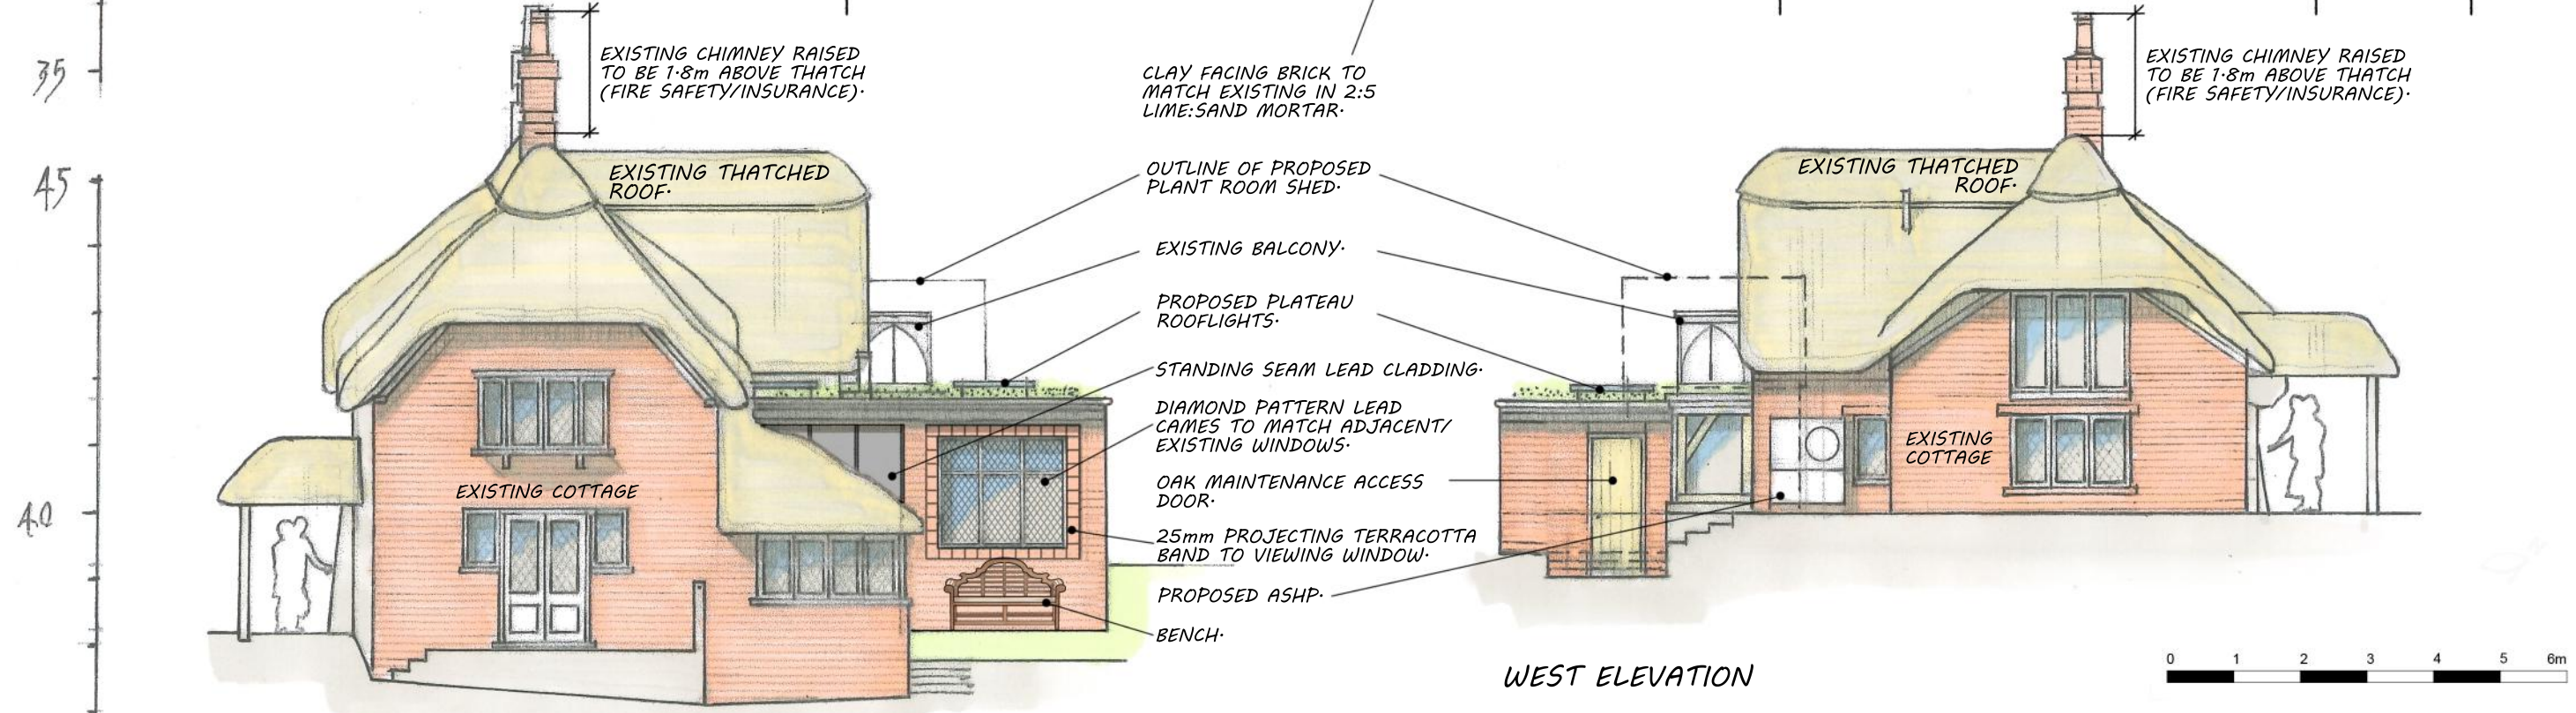 35
45
40
EXISTING CHIMNEY RAISED
TO BE 1·8m ABOVE THATCH
(FIRE SAFETY/INSURANCE).
EXISTING THATCHED
ROOF.
EXISTING COTTAGE
CLAY FACING BRICK TO
MATCH EXISTING IN 2:5
LIME:SAND MORTAR.
OUTLINE OF PROPOSED
PLANT ROOM SHED.
EXISTING BALCONY.
PROPOSED PLATEAU
ROOFLIGHTS.
STANDING SEAM LEAD CLADDING.
DIAMOND PATTERN LEAD
CAMES TO MATCH ADJACENT/
EXISTING WINDOWS.
OAK MAINTENANCE ACCESS
DOOR.
25mm PROJECTING TERRACOTTA
BAND TO VIEWING WINDOW.
PROPOSED ASHP.
BENCH.
EXISTING CHIMNEY RAISED
TO BE 1·8m ABOVE THATCH
(FIRE SAFETY/INSURANCE).
EXISTING THATCHED
ROOF.
EXISTING
COTTAGE
WEST ELEVATION
0 1 2 3 4 5 6m